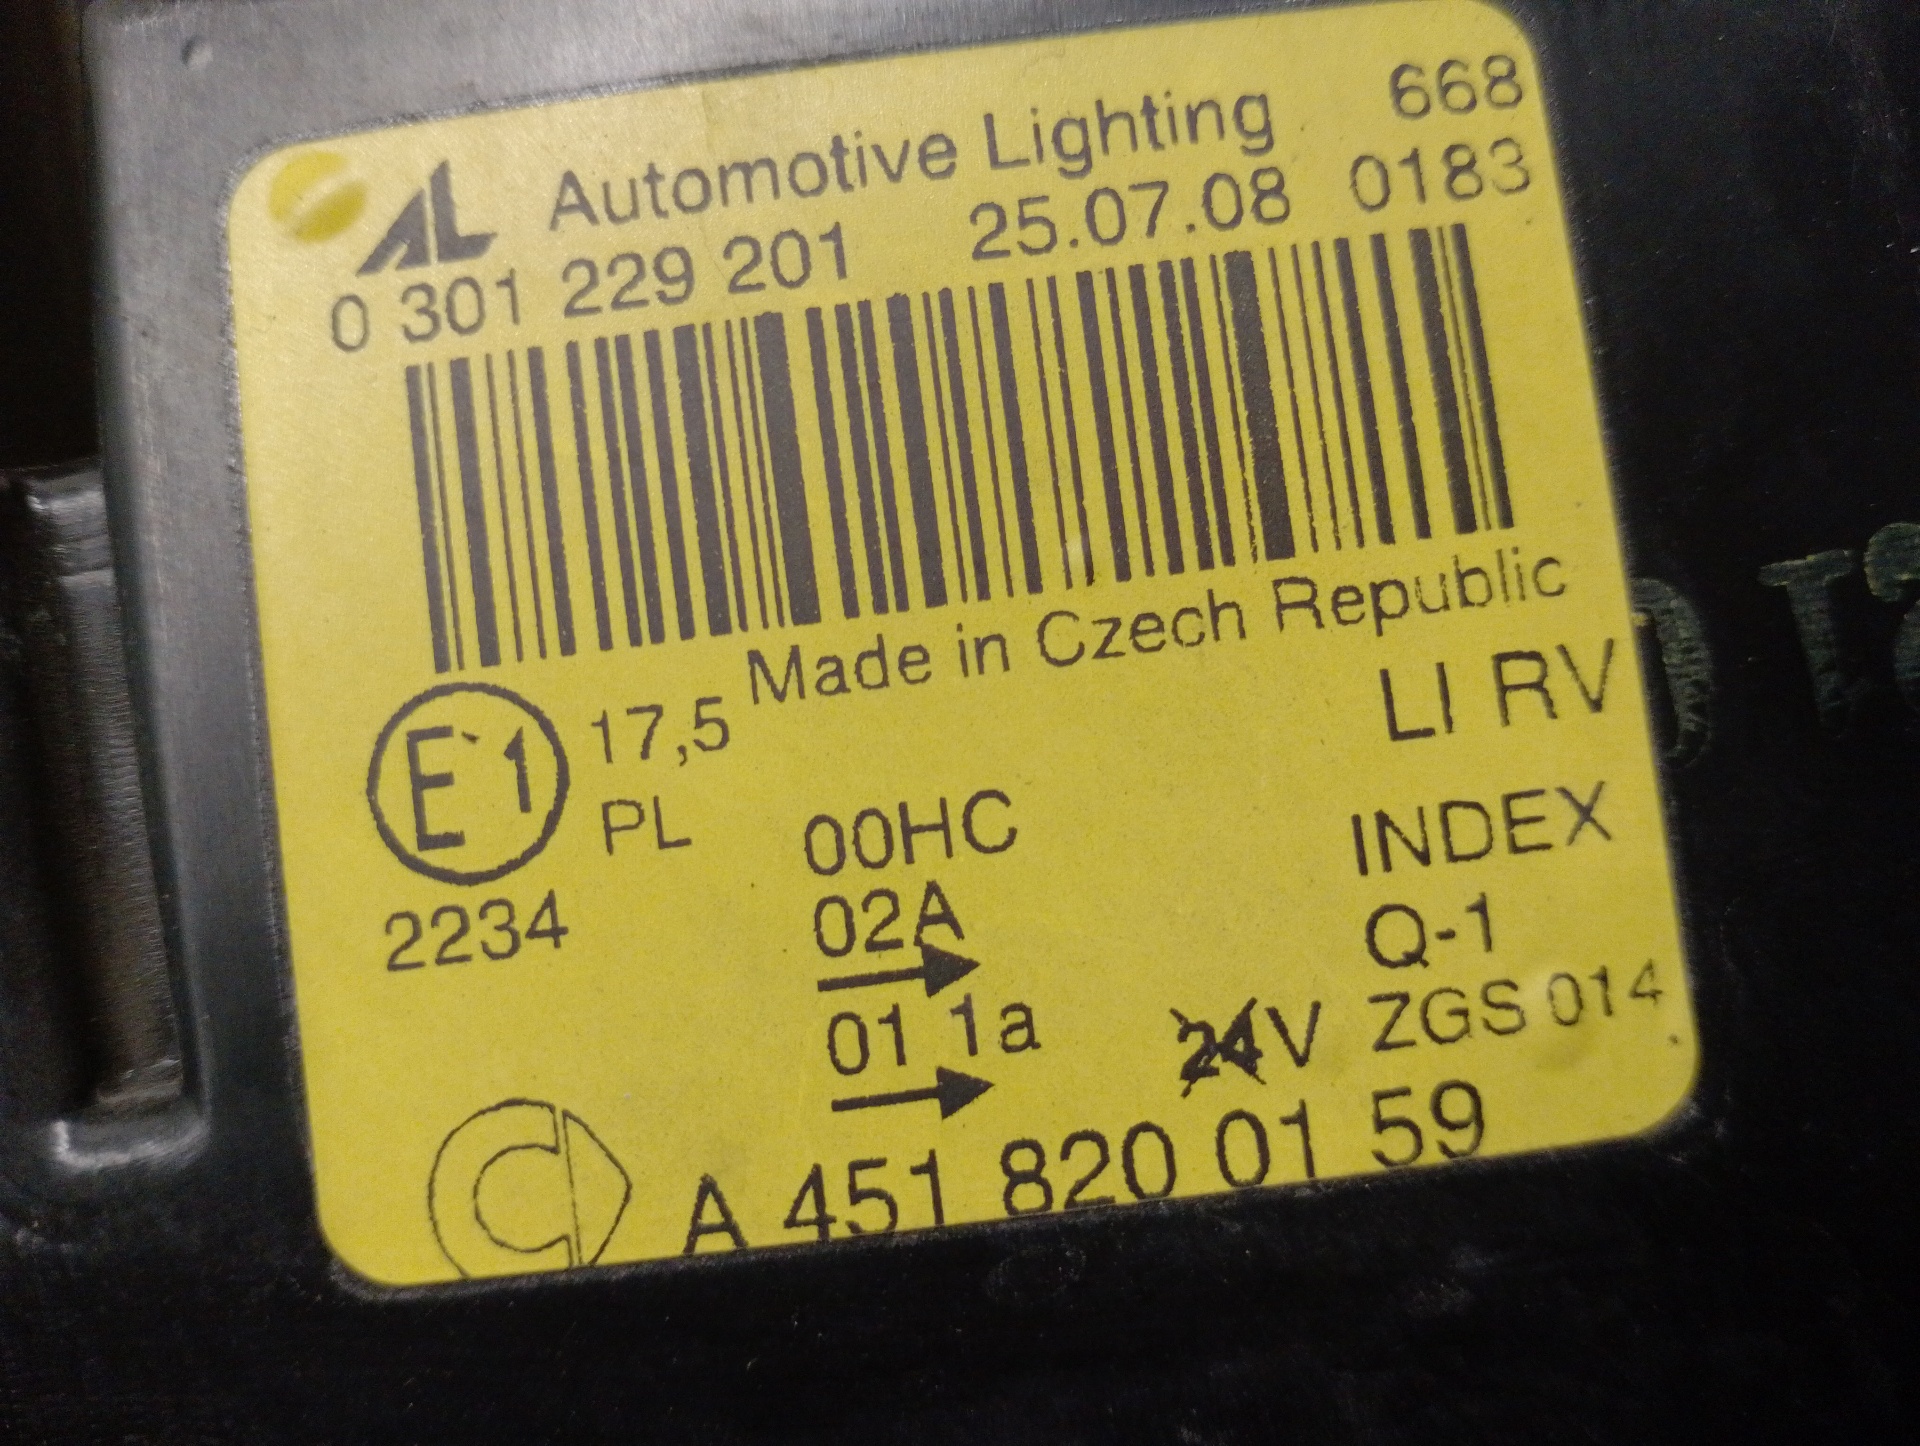 AL Automotive Lighting 668
0 301 229 201 25.07.08 0183
Made in Czech Republic
E1 17,5 LI RV
PL 00HC INDEX
2234 02A Q-1
01 1a 24V ZGS 014
A 451 820 01 59